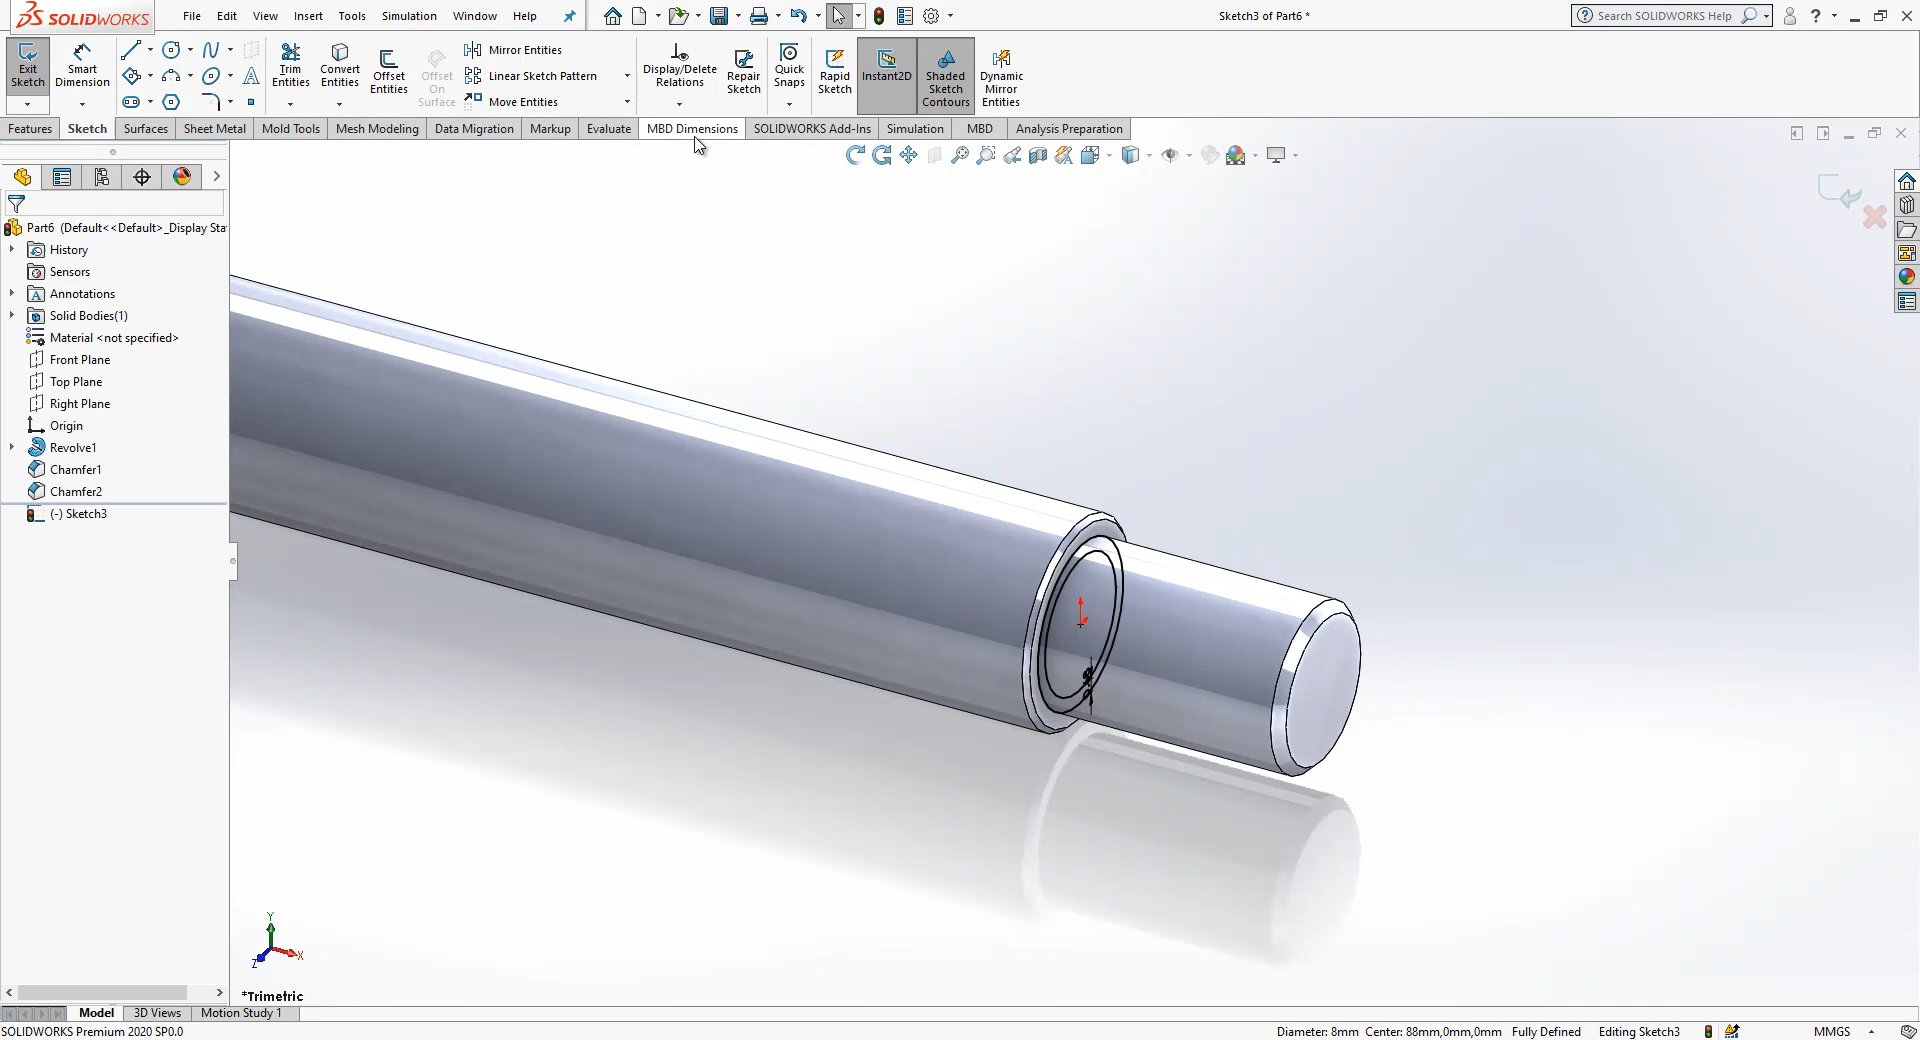 SOLIDWORKS File Edit View Insert Tools Simulation Window Help Sketch3 of Part6 * Search SOLIDWORKS Help
Exit Sketch
Smart Dimension
Trim Entities
Convert Entities
Offset Entities
Offset On Surface
Mirror Entities
Linear Sketch Pattern
Move Entities
Display/Delete Relations
Repair Sketch
Quick Snaps
Rapid Sketch
Instant2D
Shaded Sketch Contours
Dynamic Mirror Entities
Features Sketch Surfaces Sheet Metal Mold Tools Mesh Modeling Data Migration Markup Evaluate MBD Dimensions SOLIDWORKS Add-Ins Simulation MBD Analysis Preparation
Part6 (Default<<Default>_Display Sta
History
Sensors
Annotations
Solid Bodies(1)
Material <not specified>
Front Plane
Top Plane
Right Plane
Origin
Revolve1
Chamfer1
Chamfer2
(-) Sketch3
Y
X
Z
*Trimetric
Model 3D Views Motion Study 1
SOLIDWORKS Premium 2020 SP0.0 Diameter: 8mm Center: 88mm,0mm,0mm Fully Defined Editing Sketch3 MMGS